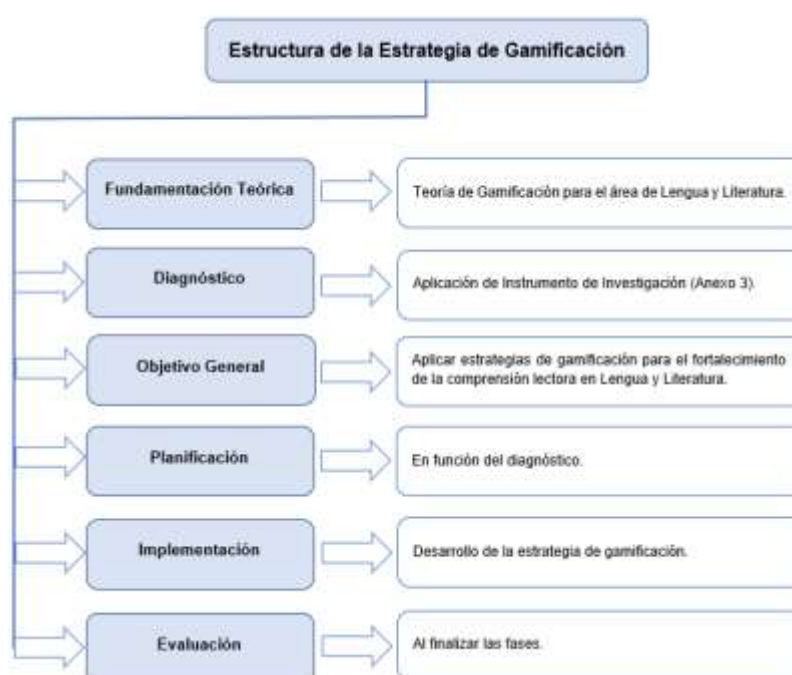 Estructura de la Estrategia de Gamificación
Fundamentación Teórica
Teoría de Gamificación para el área de Lengua y Literatura.
Diagnóstico
Aplicación de Instrumento de Investigación (Anexo 3).
Objetivo General
Aplicar estrategias de gamificación para el fortalecimiento
de la comprensión lectora en Lengua y Literatura.
Planificación
En función del diagnóstico.
Implementación
Desarrollo de la estrategia de gamificación.
Evaluación
Al finalizar las fases.